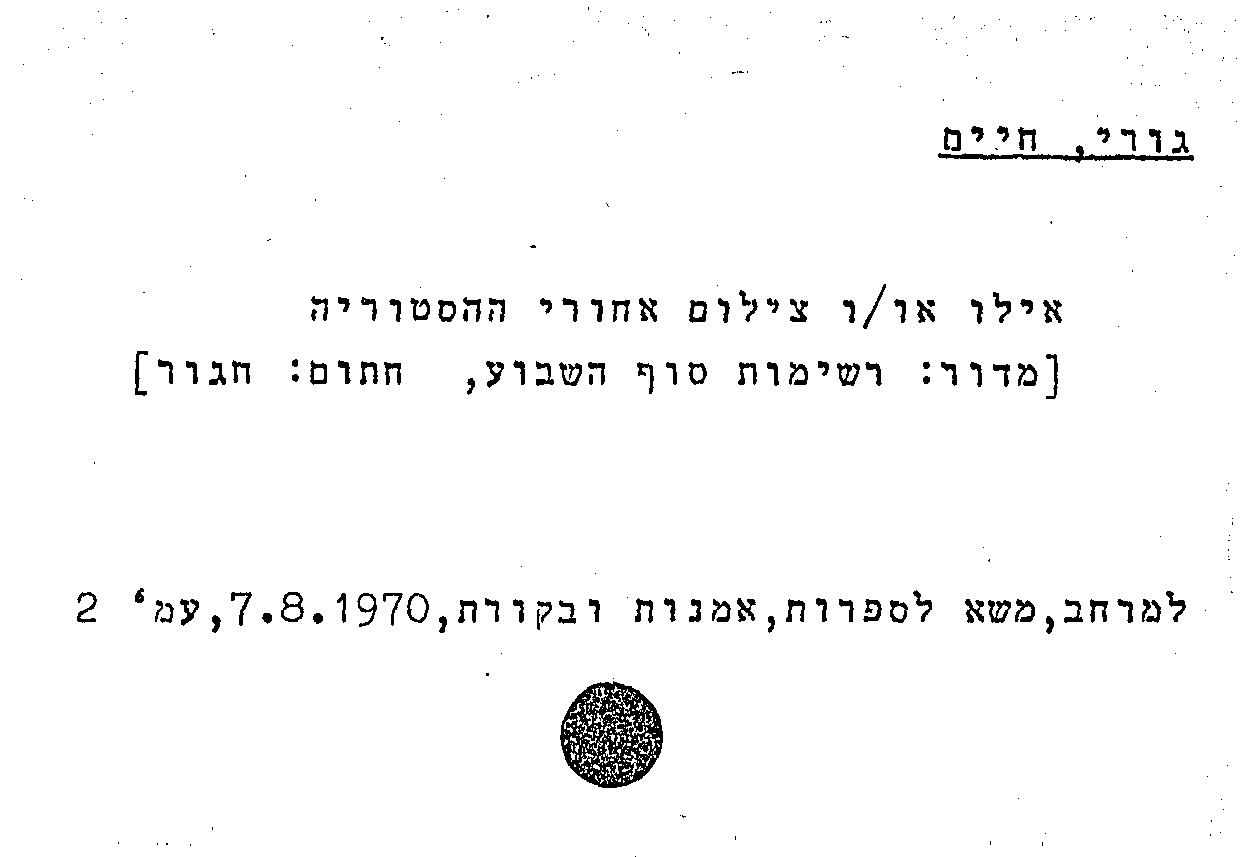 גורי, חיים
אילו או/ו צילום אחורי ההסטוריה
[מדור: רשימות סוף השבוע, חתום: חגור]
למרחב,משא לספרות,אמנות ובקורת,7.8.1970,עמ' 2